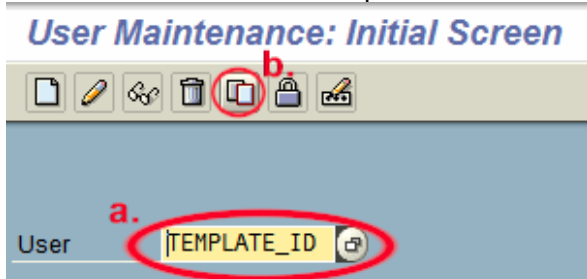 User Maintenance: Initial Screen
b.
a.
User TEMPLATE_ID